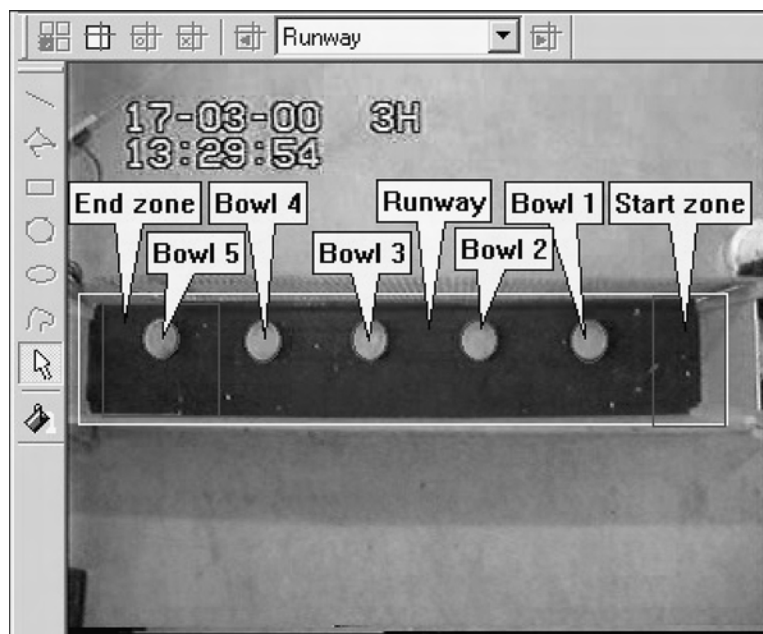 Runway
17-03-00 3H
13:29:54
End zone Bowl 4 Runway Bowl 1 Start zone
Bowl 5 Bowl 3 Bowl 2